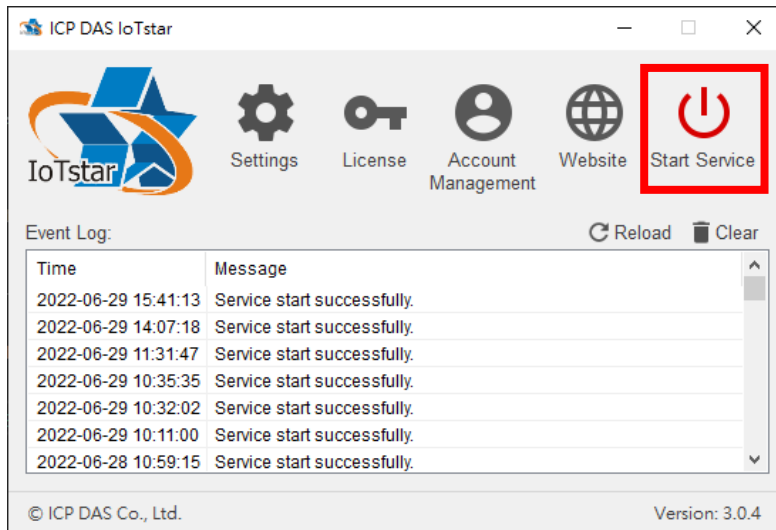 ICP DAS IoTstar
IoTstar
Settings
License
Account
Management
Website
Start Service
Event Log:
Reload
Clear
Time Message
2022-06-29 15:41:13 Service start successfully.
2022-06-29 14:07:18 Service start successfully.
2022-06-29 11:31:47 Service start successfully.
2022-06-29 10:35:35 Service start successfully.
2022-06-29 10:32:02 Service start successfully.
2022-06-29 10:11:00 Service start successfully.
2022-06-28 10:59:15 Service start successfully.
© ICP DAS Co., Ltd.
Version: 3.0.4